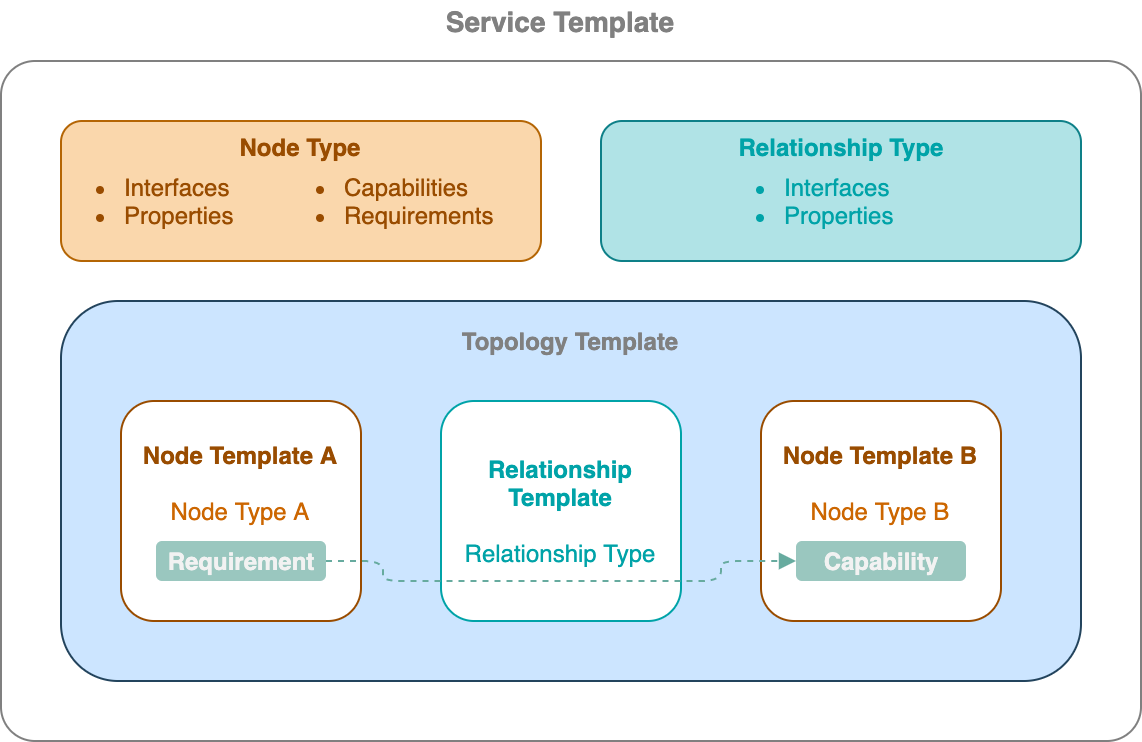 Service Template
Node Type
Interfaces
Properties
Capabilities
Requirements
Relationship Type
Interfaces
Properties
Topology Template
Node Template A
Node Type A
Requirement
Relationship
Template
Relationship Type
Node Template B
Node Type B
Capability